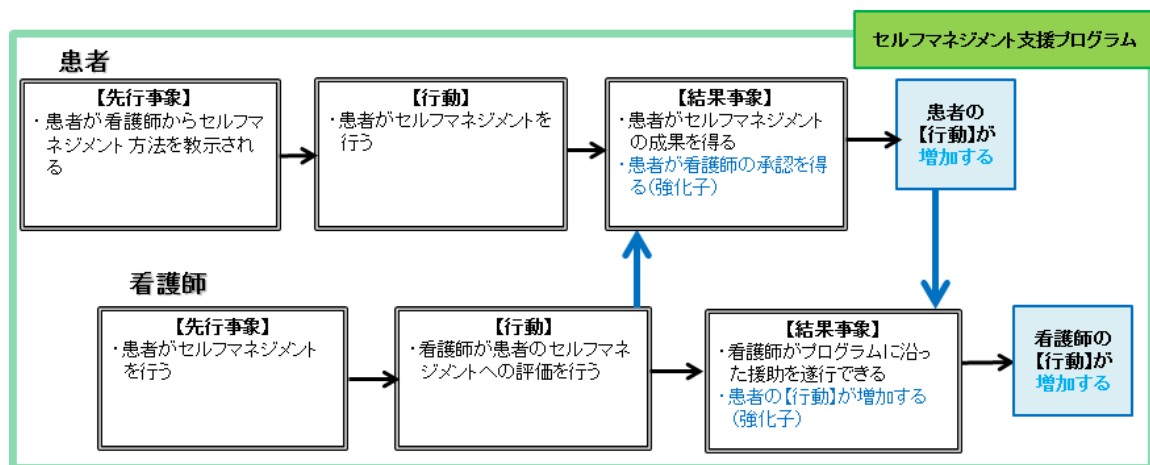 セルフマネジメント支援プログラム
患者
【先行事象】
・患者が看護師からセルフマ
ネジメント方法を教示され
る
【行動】
・患者がセルフマネジメントを
行う
【結果事象】
・患者がセルフマネジメント
の成果を得る
・患者が看護師の承認を得
る(強化子)
患者の
【行動】が
増加する
看護師
【先行事象】
・患者がセルフマネジメント
を行う
【行動】
・看護師が患者のセルフマネ
ジメントへの評価を行う
【結果事象】
・看護師がプログラムに沿っ
た援助を遂行できる
・患者の【行動】が増加する
(強化子)
看護師の
【行動】が
増加する